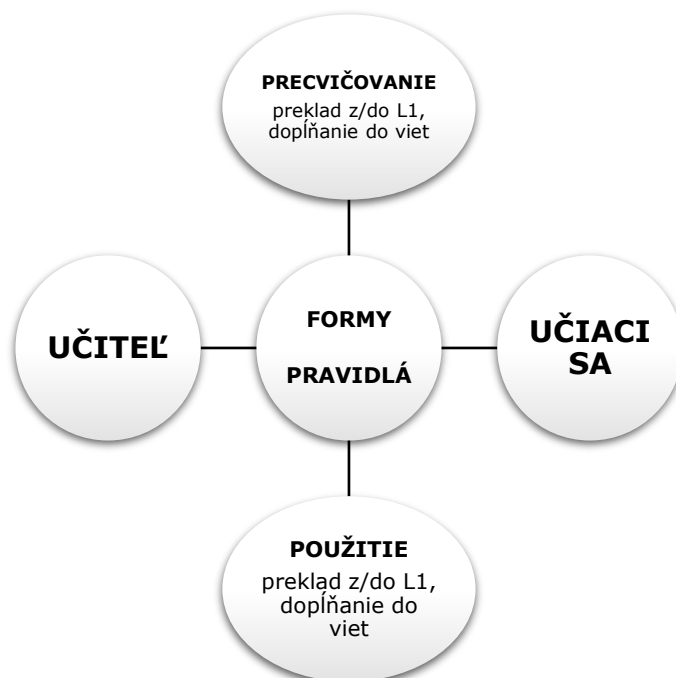 PRECVIČOVANIE
preklad z/do L1,
dopĺňanie do viet
UČITEĽ
FORMY
PRAVIDLÁ
UČIACI
SA
POUŽITIE
preklad z/do L1,
dopĺňanie do
viet